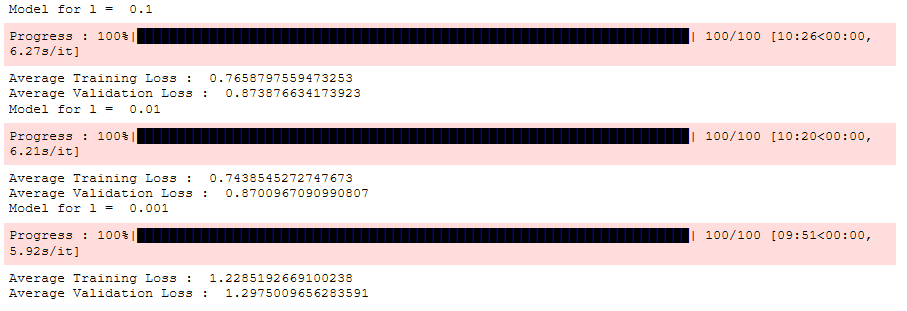 Model for l =  0.1
Progress : 100%|██████████| 100/100 [10:26<00:00,
6.27s/it]
Average Training Loss :  0.7658797559473253
Average Validation Loss :  0.873876634173923
Model for l =  0.01
Progress : 100%|██████████| 100/100 [10:20<00:00,
6.21s/it]
Average Training Loss :  0.7438545272747673
Average Validation Loss :  0.8700967090990807
Model for l =  0.001
Progress : 100%|██████████| 100/100 [09:51<00:00,
5.92s/it]
Average Training Loss :  1.2285192669100238
Average Validation Loss :  1.2975009656283591